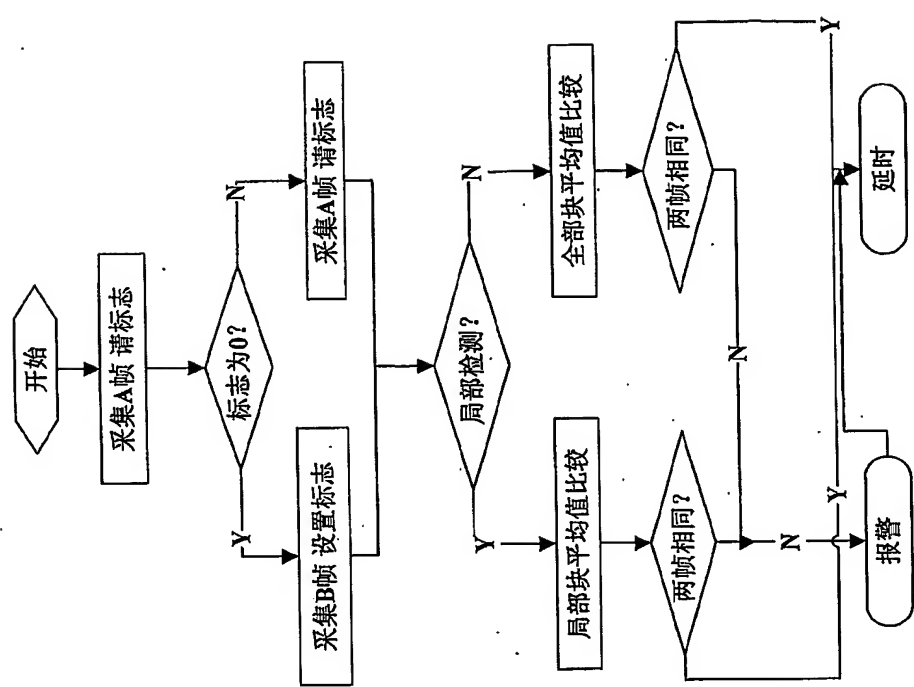 开始
采集A帧 请标志
标志为0?
Y
N
采集B帧 设置标志
采集A帧 请标志
局部检测?
Y
N
局部块平均值比较
全部块平均值比较
两帧相同?
两帧相同?
N
N
Y
Y
报警
延时